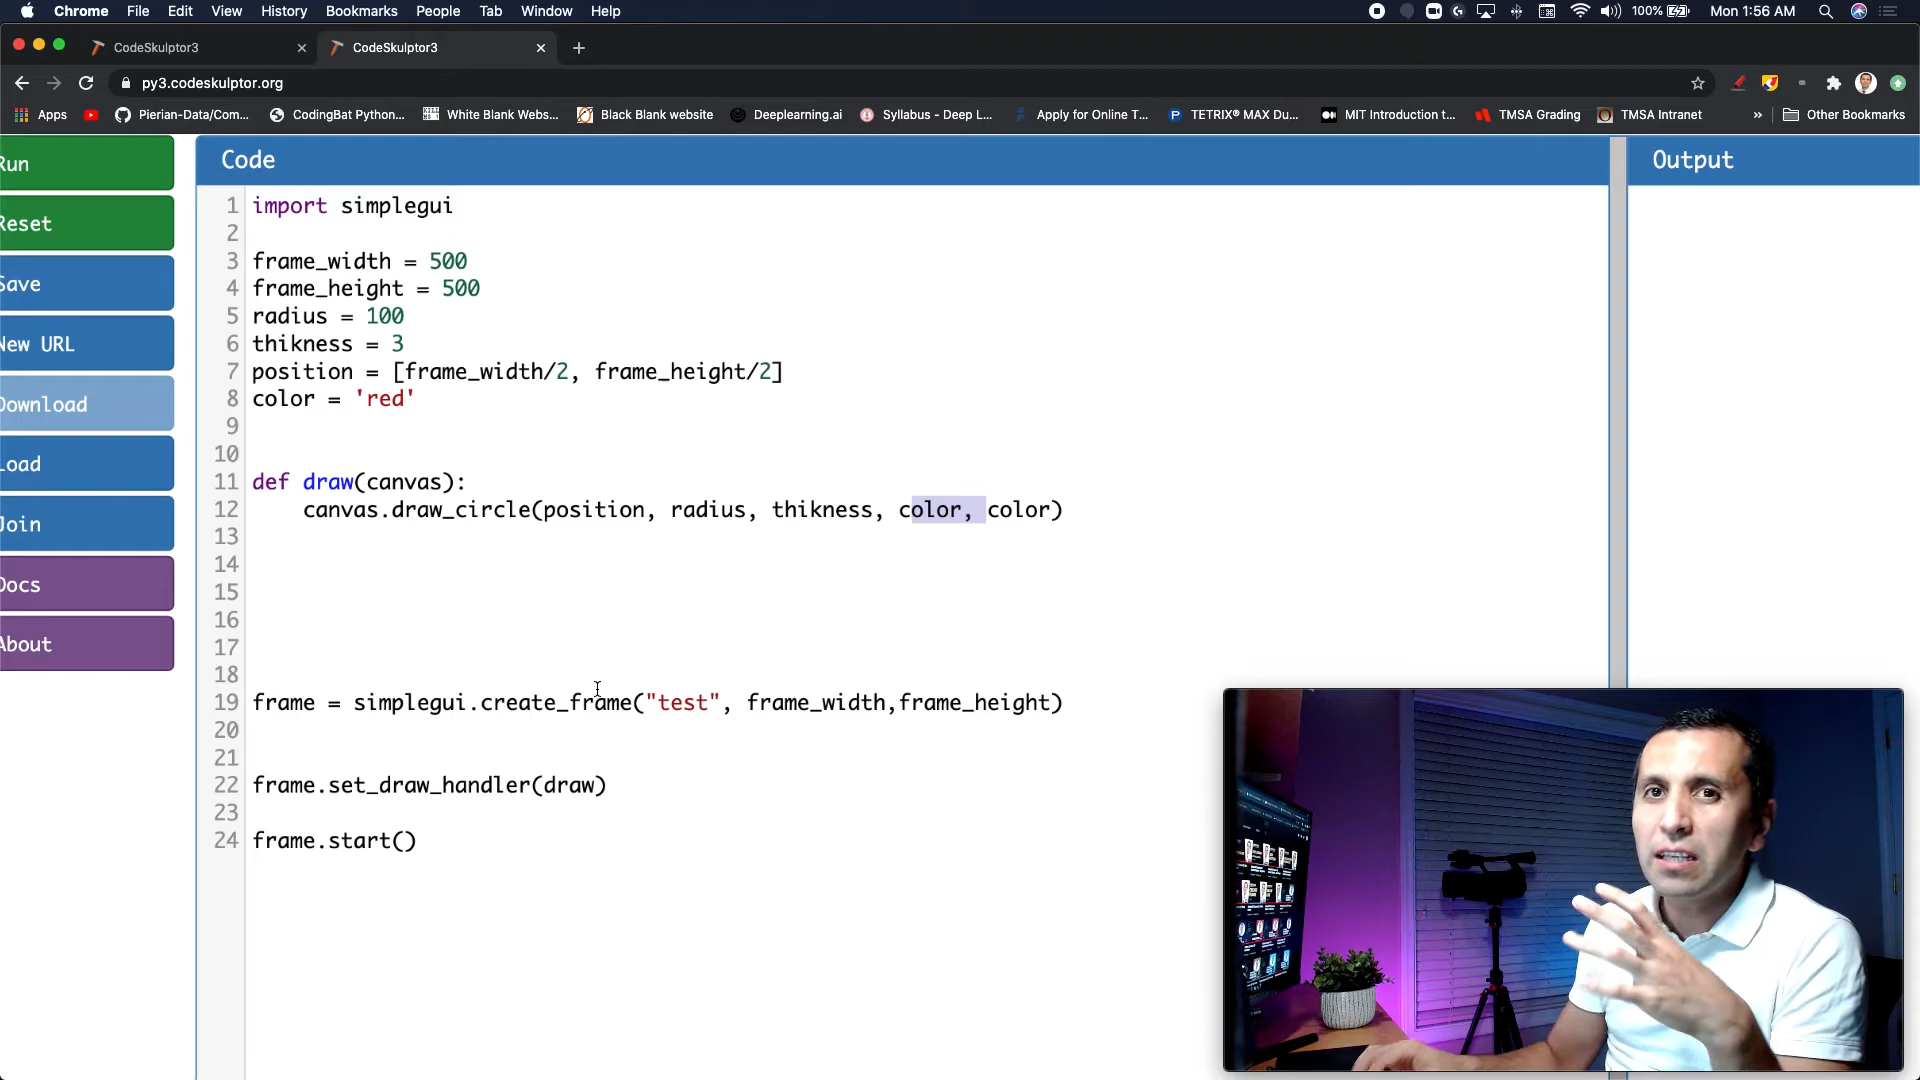 Chrome File Edit View History Bookmarks People Tab Window Help 100% Mon 1:56 AM
CodeSkulptor3 CodeSkulptor3
py3.codeskulptor.org
Apps Pierian-Data/Com... CodingBat Python... White Blank Webs... Black Blank website Deeplearning.ai Syllabus - Deep L... Apply for Online T... TETRIX® MAX Du... MIT Introduction t... TMSA Grading TMSA Intranet » Other Bookmarks
Run
Reset
Save
New URL
Download
Load
Join
Docs
About
Code
1 import simplegui
2
3 frame_width = 500
4 frame_height = 500
5 radius = 100
6 thikness = 3
7 position = [frame_width/2, frame_height/2]
8 color = 'red'
9
10
11 def draw(canvas):
12 canvas.draw_circle(position, radius, thikness, color, color)
13
14
15
16
17
18
19 frame = simplegui.create_frame("test", frame_width,frame_height)
20
21
22 frame.set_draw_handler(draw)
23
24 frame.start()
Output